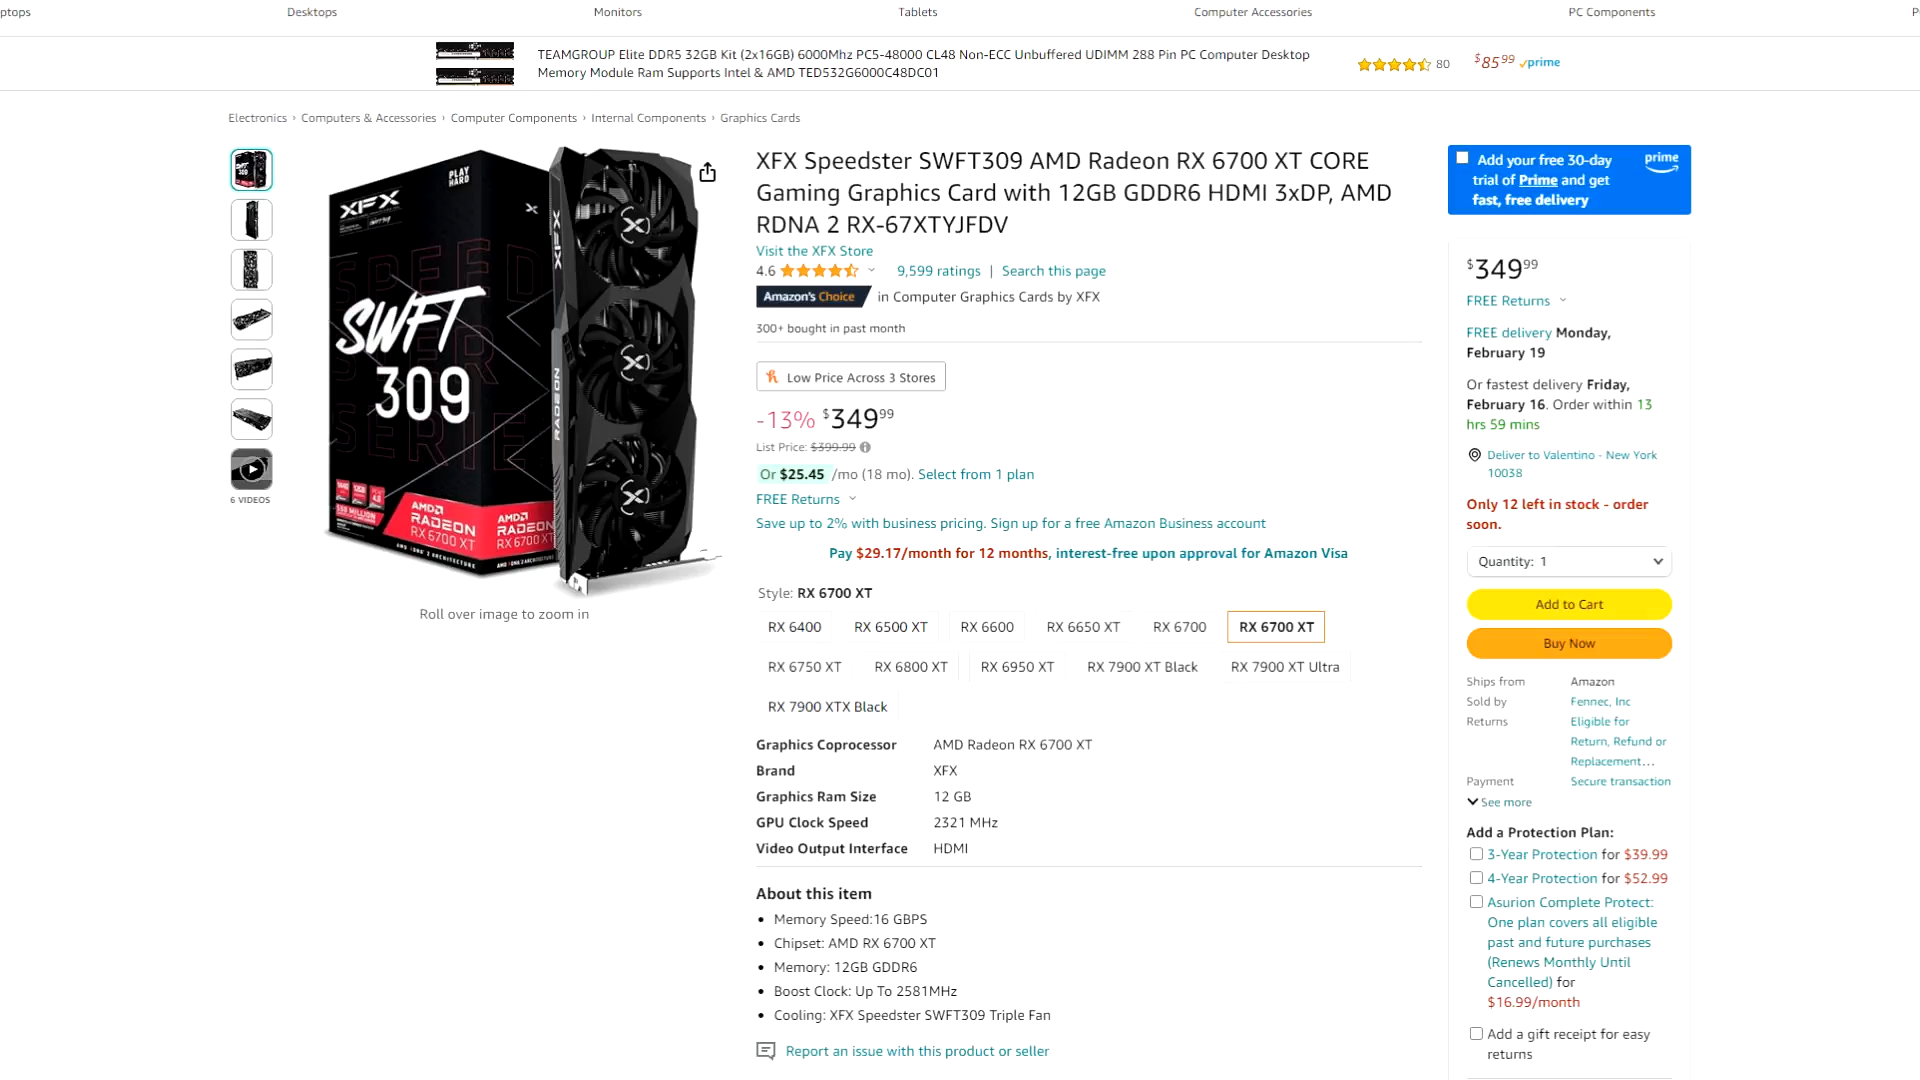 ptops
Desktops
Monitors
Tablets
Computer Accessories
PC Components
P
TEAMGROUP Elite DDR5 32GB Kit (2x16GB) 6000Mhz PC5-48000 CL48 Non-ECC Unbuffered UDIMM 288 Pin PC Computer Desktop
Memory Module Ram Supports Intel & AMD TED532G6000C48DC01
80
$85.99 prime
Electronics › Computers & Accessories › Computer Components › Internal Components › Graphics Cards
PLAY
HARD
XFX
SWFT
309
AMD
RADEON
RX 6700 XT
AMD
RADEON
RX 6700 XT
XFX
RADEON
6 VIDEOS
Roll over image to zoom in
XFX Speedster SWFT309 AMD Radeon RX 6700 XT CORE
Gaming Graphics Card with 12GB GDDR6 HDMI 3xDP, AMD
RDNA 2 RX-67XTYJFDV
Visit the XFX Store
4.6
9,599 ratings | Search this page
Amazon's Choice in Computer Graphics Cards by XFX
300+ bought in past month
Low Price Across 3 Stores
-13% $349.99
List Price: $399.99
Or $25.45 /mo (18 mo). Select from 1 plan
FREE Returns
Save up to 2% with business pricing. Sign up for a free Amazon Business account
Pay $29.17/month for 12 months, interest-free upon approval for Amazon Visa
Style: RX 6700 XT
RX 6400
RX 6500 XT
RX 6600
RX 6650 XT
RX 6700
RX 6700 XT
RX 6750 XT
RX 6800 XT
RX 6950 XT
RX 7900 XT Black
RX 7900 XT Ultra
RX 7900 XTX Black
Graphics Coprocessor AMD Radeon RX 6700 XT
Brand XFX
Graphics Ram Size 12 GB
GPU Clock Speed 2321 MHz
Video Output Interface HDMI
About this item
• Memory Speed:16 GBPS
• Chipset: AMD RX 6700 XT
• Memory: 12GB GDDR6
• Boost Clock: Up To 2581MHz
• Cooling: XFX Speedster SWFT309 Triple Fan
Report an issue with this product or seller
Add your free 30-day
trial of Prime and get
fast, free delivery
prime
$349.99
FREE Returns
FREE delivery Monday,
February 19
Or fastest delivery Friday,
February 16. Order within 13
hrs 59 mins
Deliver to Valentino - New York
10038
Only 12 left in stock - order
soon.
Quantity: 1
Add to Cart
Buy Now
Ships from Amazon
Sold by Fennec, Inc
Returns Eligible for
Return, Refund or
Replacement...
Payment Secure transaction
See more
Add a Protection Plan:
3-Year Protection for $39.99
4-Year Protection for $52.99
Asurion Complete Protect:
One plan covers all eligible
past and future purchases
(Renews Monthly Until
Cancelled) for
$16.99/month
Add a gift receipt for easy
returns